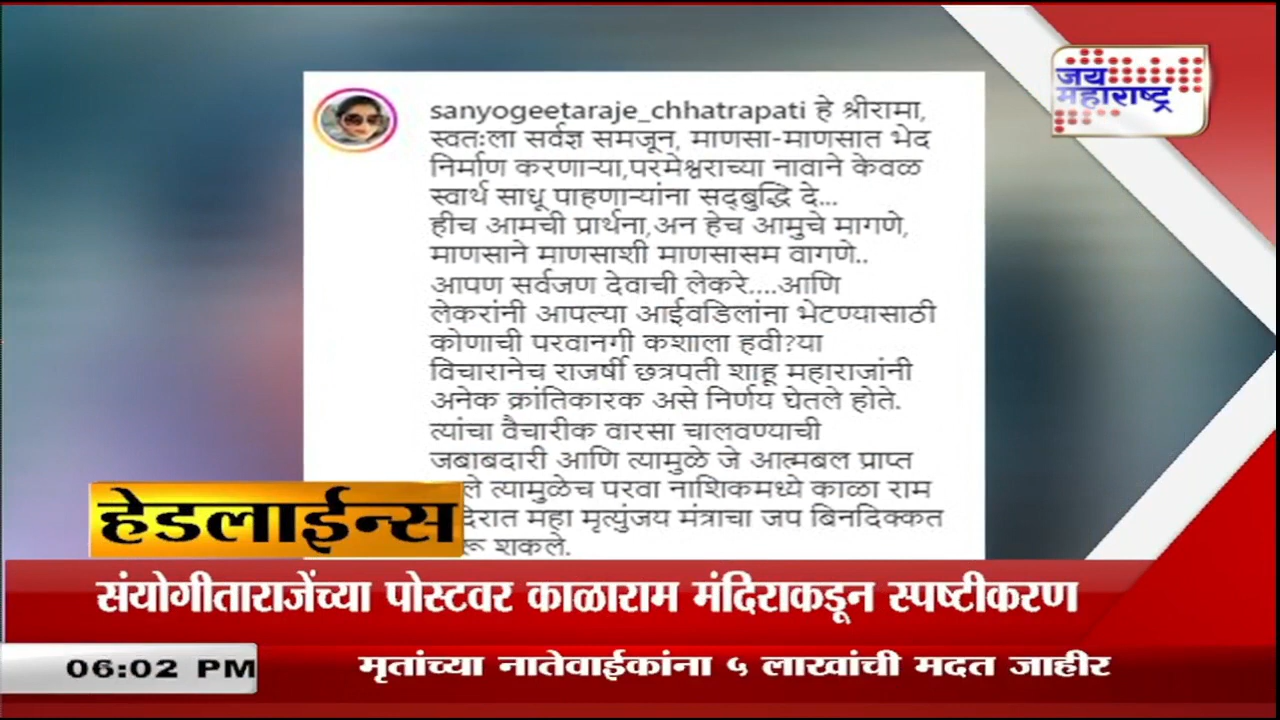 जय
महाराष्ट्र
sanyogeetaraje_chhatrapati हे श्रीरामा,
स्वतःला सर्वज्ञ समजून, माणसा-माणसात भेद
निर्माण करणाऱ्या,परमेश्वराच्या नावाने केवळ
स्वार्थ साधू पाहणाऱ्यांना सद्बुद्धि दे...
हीच आमची प्रार्थना,अन हेच आमुचे मागणे,
माणसाने माणसाशी माणसासम वागणे..
आपण सर्वजण देवाची लेकरे....आणि
लेकरांनी आपल्या आईवडिलांना भेटण्यासाठी
कोणाची परवानगी कशाला हवी?या
विचारानेच राजर्षी छत्रपती शाहू महाराजांनी
अनेक क्रांतिकारक असे निर्णय घेतले होते.
त्यांचा वैचारीक वारसा चालवण्याची
जबाबदारी आणि त्यामुळे जे आत्मबल प्राप्त
ले त्यामुळेच परवा नाशिकमध्ये काळा राम
दिरात महा मृत्युंजय मंत्राचा जप बिनदिक्कत
रू शकले.
हेडलाईन्स
संयोगीताराजेंच्या पोस्टवर काळाराम मंदिराकडून स्पष्टीकरण
06:02 PM मृतांच्या नातेवाईकांना ५ लाखांची मदत जाहीर